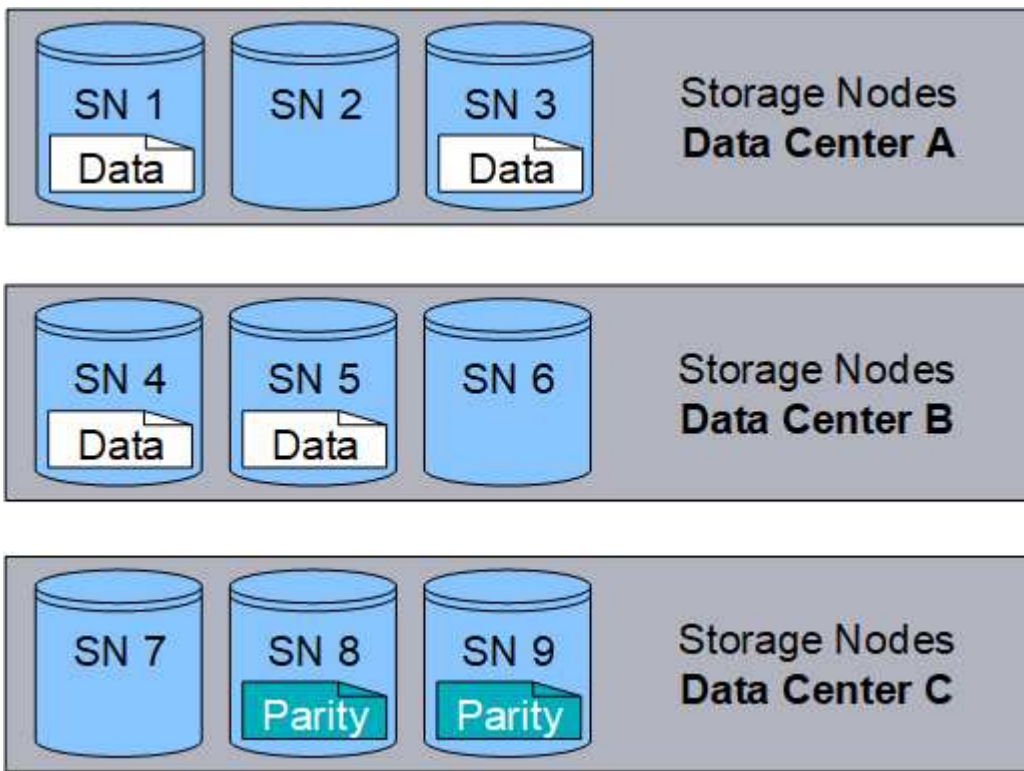 SN 1
SN 2
SN 3
Data
Data
Storage Nodes
Data Center A
SN 4
SN 5
SN 6
Data
Data
Storage Nodes
Data Center B
SN 7
SN 8
SN 9
Parity
Parity
Storage Nodes
Data Center C